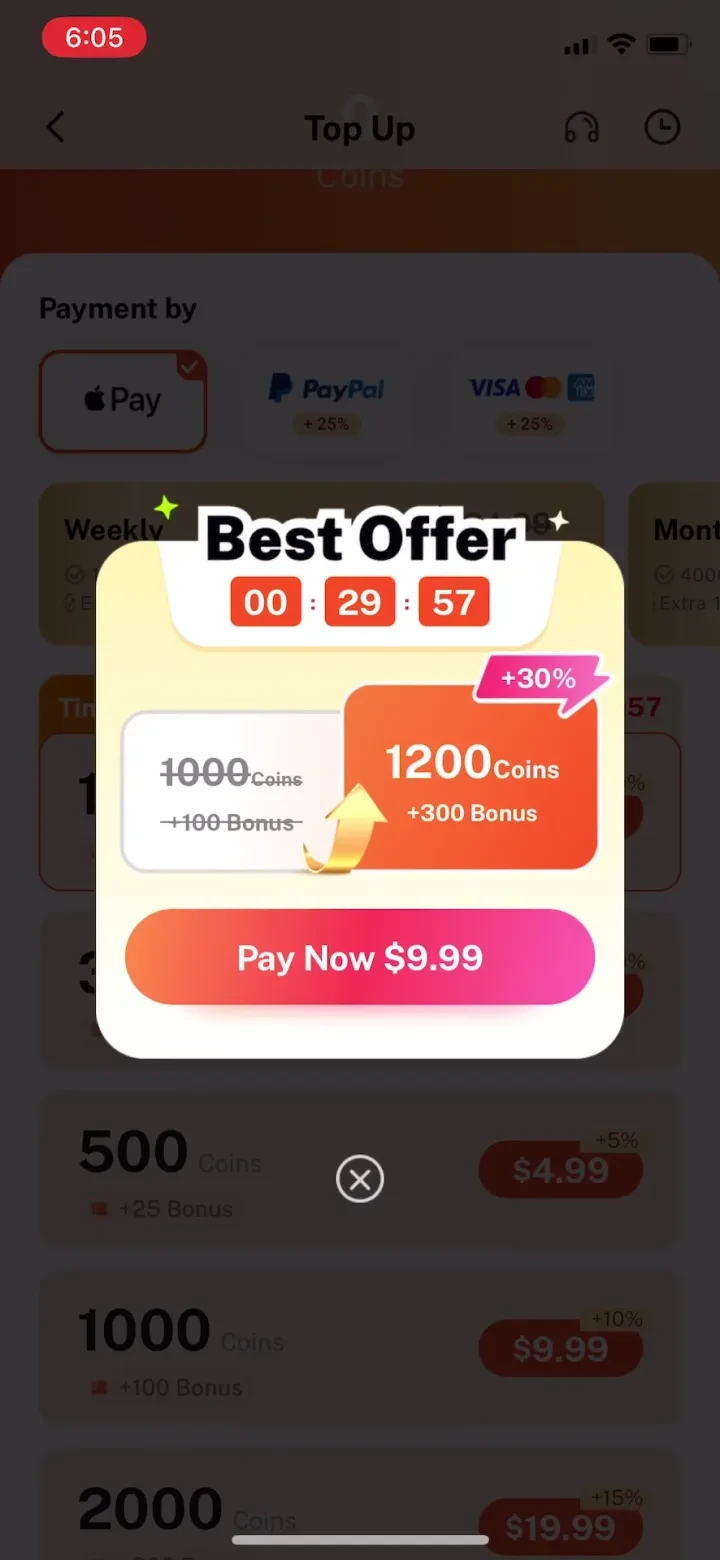 6:05
Top Up
Coins
Payment by
Pay
PayPal
VISA
+ 25%
+ 25%
Weekly
Mont
400
Extra 1
Best Offer
00 : 29 : 57
Tim
57
+30%
1000Coins
+100 Bonus
1200Coins
+300 Bonus
Pay Now $9.99
500 Coins
+5%
$4.99
+25 Bonus
1000 Coins
+10%
$9.99
+100 Bonus
2000 Coins
+15%
$19.99